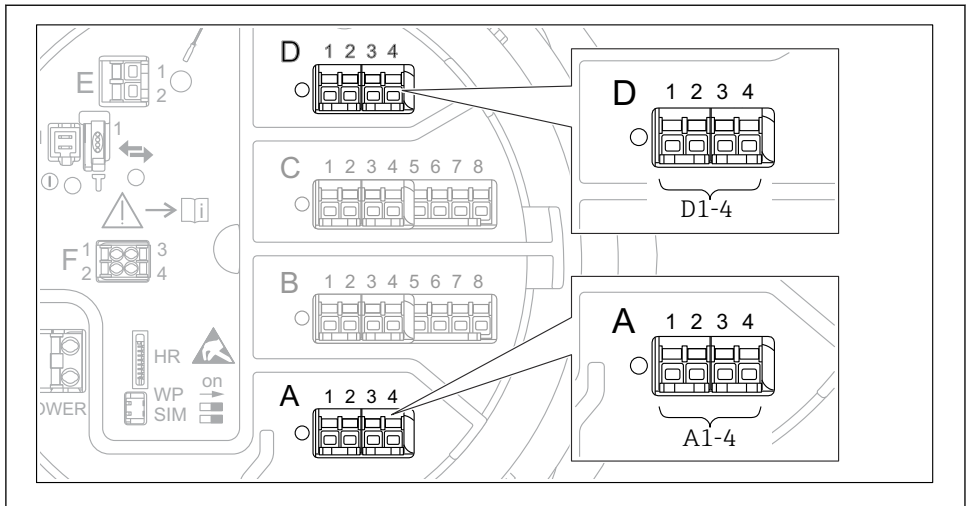 D 1 2 3 4
E 1
2
1
C 1 2 3 4 5 6 7 8
i
F 1 3
2 4
B 1 2 3 4 5 6 7 8
HR
WP on
SIM
OWER
A 1 2 3 4
D 1 2 3 4
D1-4
A 1 2 3 4
A1-4